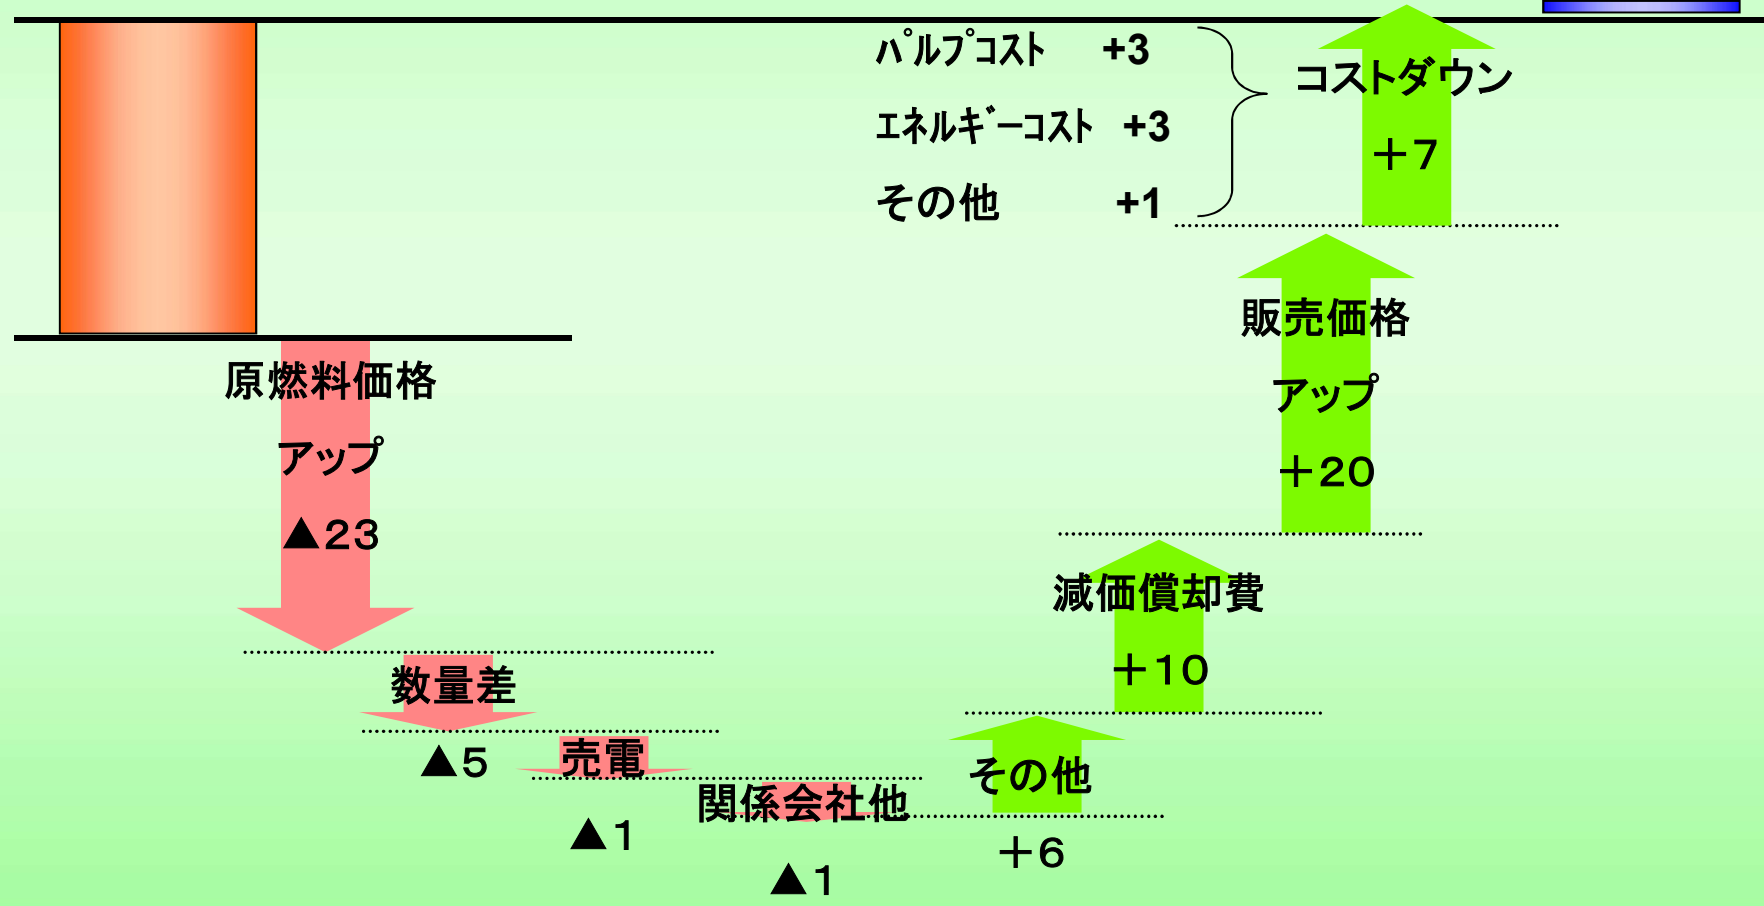 ﾊﾟﾙﾌﾟｺｽﾄ +3
ｴﾈﾙｷﾞｰｺｽﾄ +3
その他 +1
コストダウン
＋７
販売価格
アップ
＋２０
原燃料価格
アップ
▲２３
減価償却費
＋１０
数量差
▲５
売電
▲１
関係会社他
▲１
その他
＋６